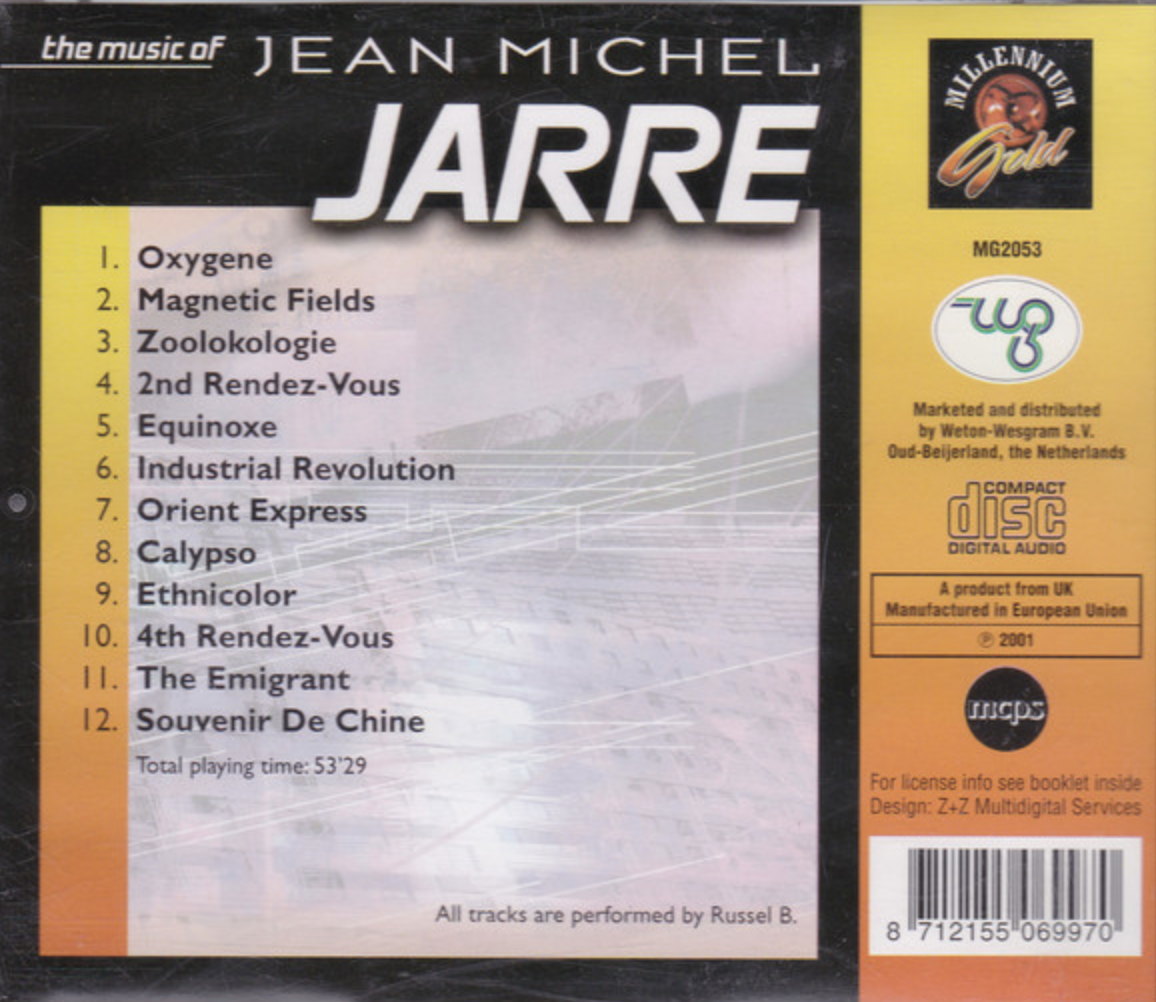 the music of JEAN MICHEL
JARRE
1. Oxygene
2. Magnetic Fields
3. Zoolokologie
4. 2nd Rendez-Vous
5. Equinoxe
6. Industrial Revolution
7. Orient Express
8. Calypso
9. Ethnicolor
10. 4th Rendez-Vous
11. The Emigrant
12. Souvenir De Chine
Total playing time: 53'29
All tracks are performed by Russel B.
MILLENNIUM
Gold
MG2053
Marketed and distributed
by Weton-Wesgram B.V.
Oud-Beijerland, the Netherlands
COMPACT
disc
DIGITAL AUDIO
A product from UK
Manufactured in European Union
℗ 2001
mcps
For license info see booklet inside
Design: Z+Z Multidigital Services
8 712155 069970